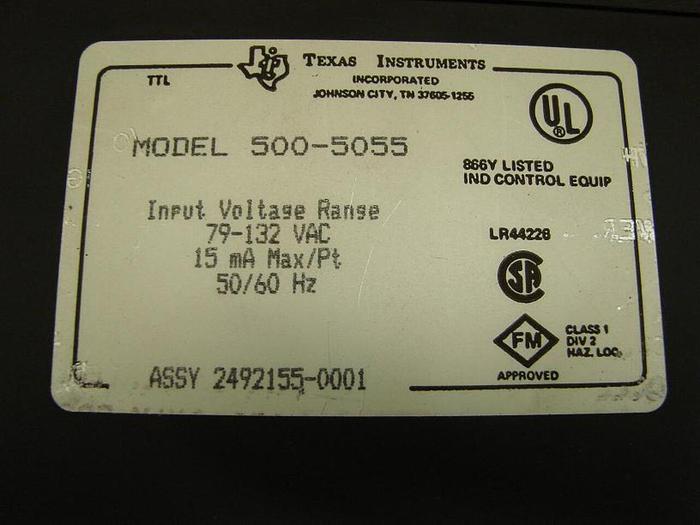 TTL
TEXAS INSTRUMENTS
INCORPORATED
JOHNSON CITY, TN 37605-1255
UL
MODEL 500-5055
866Y LISTED
IND CONTROL EQUIP
Input Voltage Range
79-132 VAC
15 mA Max/Pt
50/60 Hz
LR44228
SA
FM
CLASS 1
DIV 2
HAZ. LOC.
APPROVED
ASSY 2492155-0001